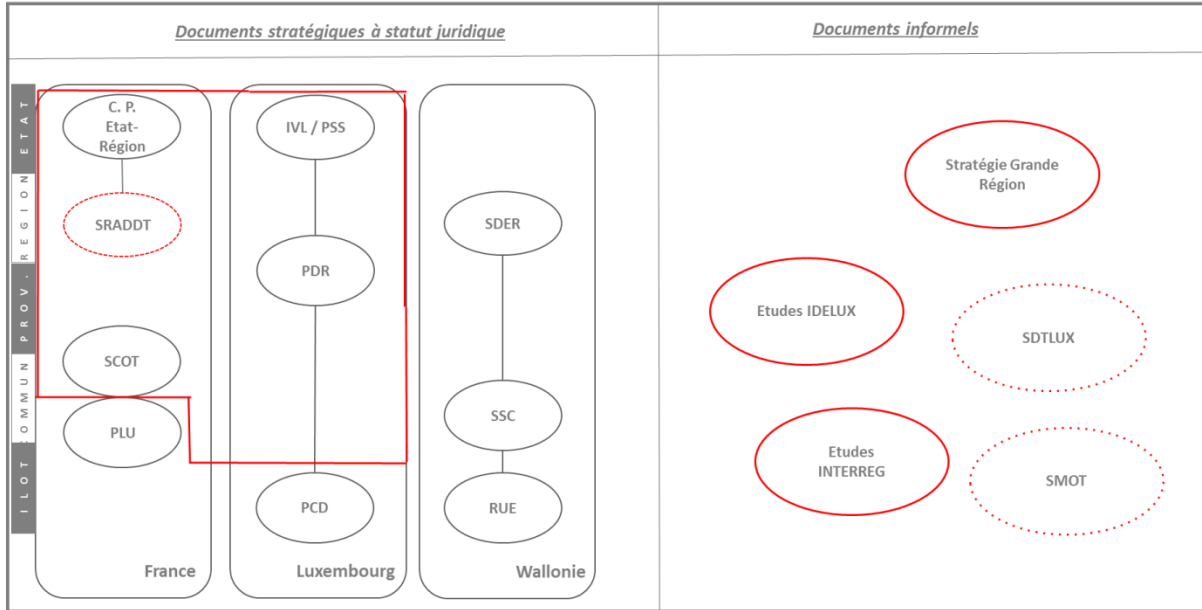 Documents stratégiques à statut juridique
Documents informels
ETAT
REGION
PROV.
COMMUN
ILOT
C. P.
Etat-
Région
SRADDT
SCOT
PLU
France
IVL / PSS
PDR
PCD
Luxembourg
SDER
SSC
RUE
Wallonie
Stratégie Grande
Région
Etudes IDELUX
SDTLUX
Etudes
INTERREG
SMOT